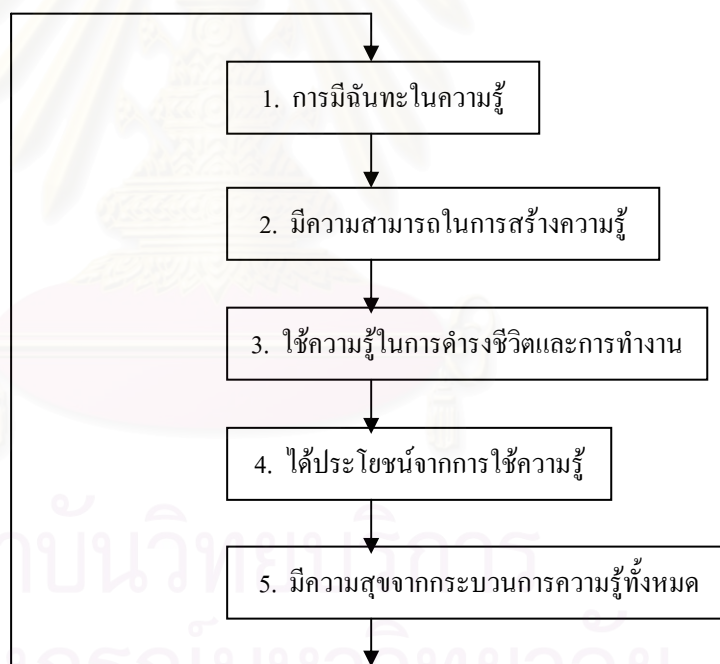 1. การมีฉันทะในความรู้
2. มีความสามารถในการสร้างความรู้
3. ใช้ความรู้ในการดำรงชีวิตและการทำงาน
4. ได้ประโยชน์จากการใช้ความรู้
5. มีความสุขจากกระบวนการความรู้ทั้งหมด